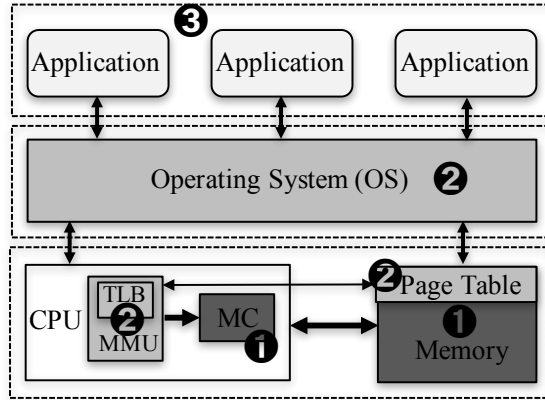 ❸
Application Application Application
Operating System (OS) ❷
CPU
TLB
❷
MMU
MC
❶
❷ Page Table
❶
Memory